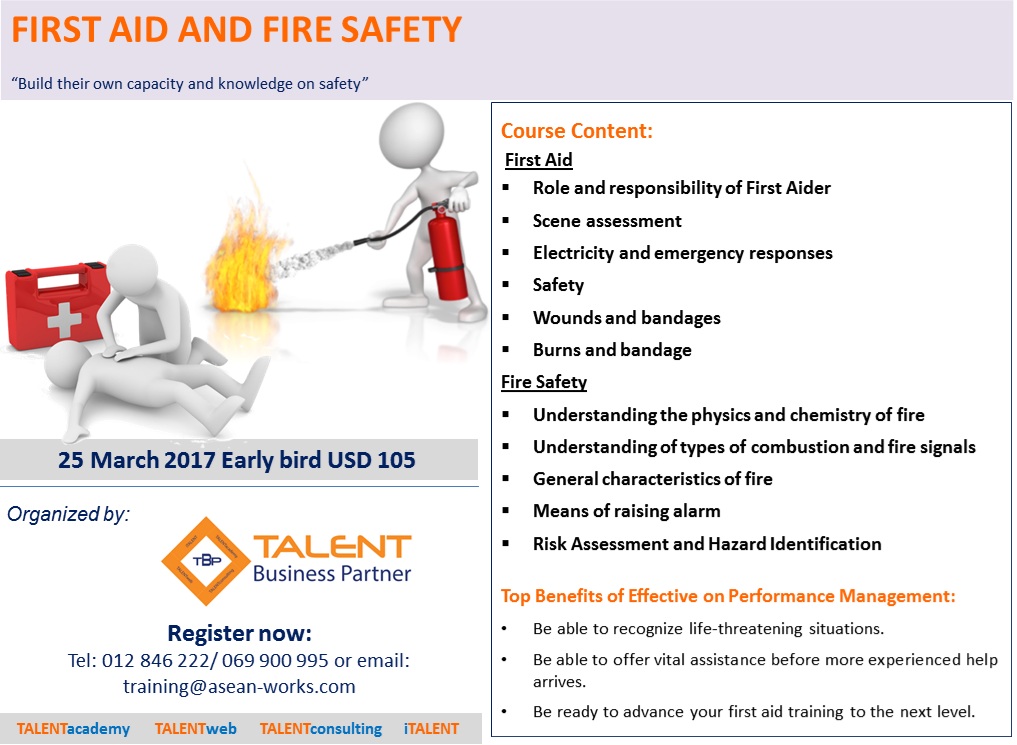 FIRST AID AND FIRE SAFETY
“Build their own capacity and knowledge on safety”
25 March 2017 Early bird USD 105
Organized by:
TBP
TALENT
Business Partner
Register now:
Tel: 012 846 222/ 069 900 995 or email:
training@asean-works.com
TALENTacademy TALENTweb TALENTconsulting iTALENT
Course Content:
First Aid
▪ Role and responsibility of First Aider
▪ Scene assessment
▪ Electricity and emergency responses
▪ Safety
▪ Wounds and bandages
▪ Burns and bandage
Fire Safety
▪ Understanding the physics and chemistry of fire
▪ Understanding of types of combustion and fire signals
▪ General characteristics of fire
▪ Means of raising alarm
▪ Risk Assessment and Hazard Identification
Top Benefits of Effective on Performance Management:
• Be able to recognize life-threatening situations.
• Be able to offer vital assistance before more experienced help
arrives.
• Be ready to advance your first aid training to the next level.